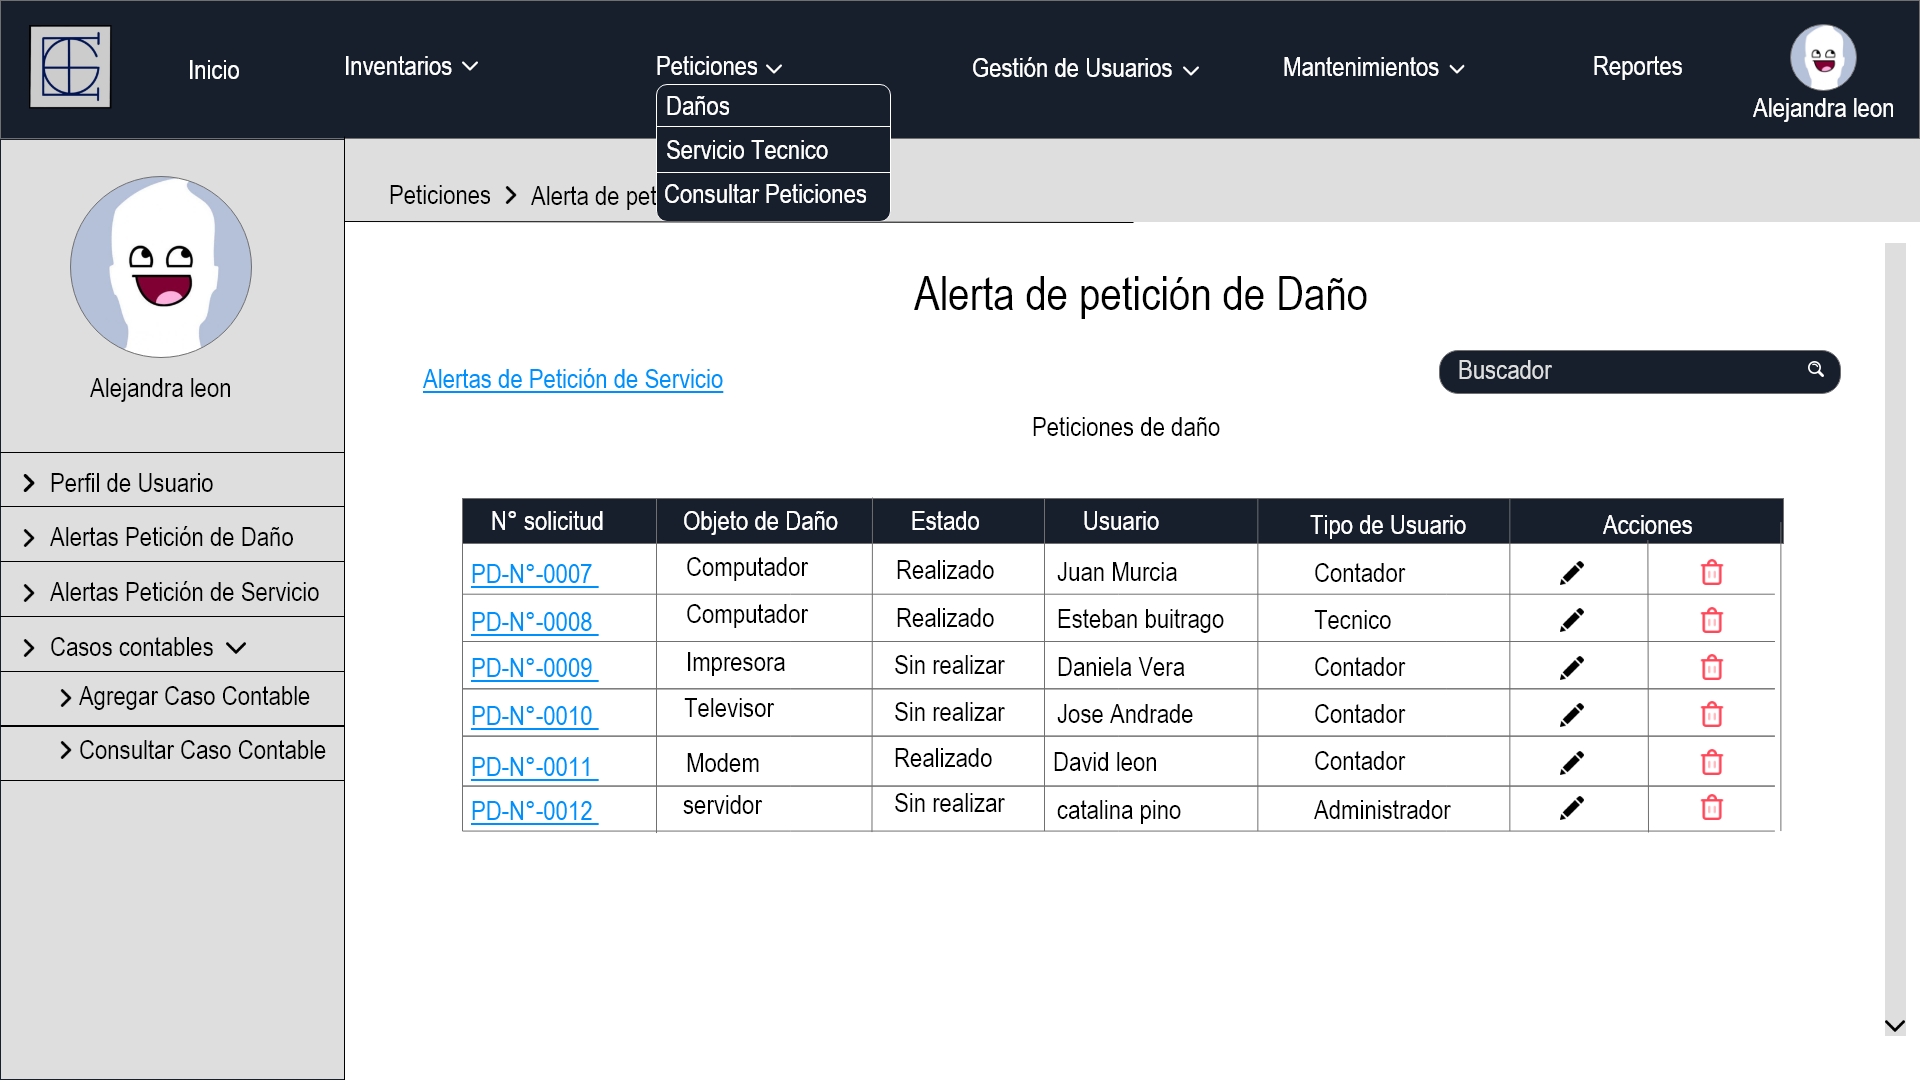 Inicio
Inventarios
Peticiones
Gestión de Usuarios
Mantenimientos
Reportes
Alejandra leon
Daños
Servicio Tecnico
Consultar Peticiones
Peticiones
Alerta de pet
Alejandra leon
Perfil de Usuario
Alertas Petición de Daño
Alertas Petición de Servicio
Casos contables
Agregar Caso Contable
Consultar Caso Contable
Alerta de petición de Daño
Alertas de Petición de Servicio
Buscador
Peticiones de daño
N° solicitud Objeto de Daño Estado Usuario Tipo de Usuario Acciones
PD-N°-0007 Computador Realizado Juan Murcia Contador
PD-N°-0008 Computador Realizado Esteban buitrago Tecnico
PD-N°-0009 Impresora Sin realizar Daniela Vera Contador
PD-N°-0010 Televisor Sin realizar Jose Andrade Contador
PD-N°-0011 Modem Realizado David leon Contador
PD-N°-0012 servidor Sin realizar catalina pino Administrador